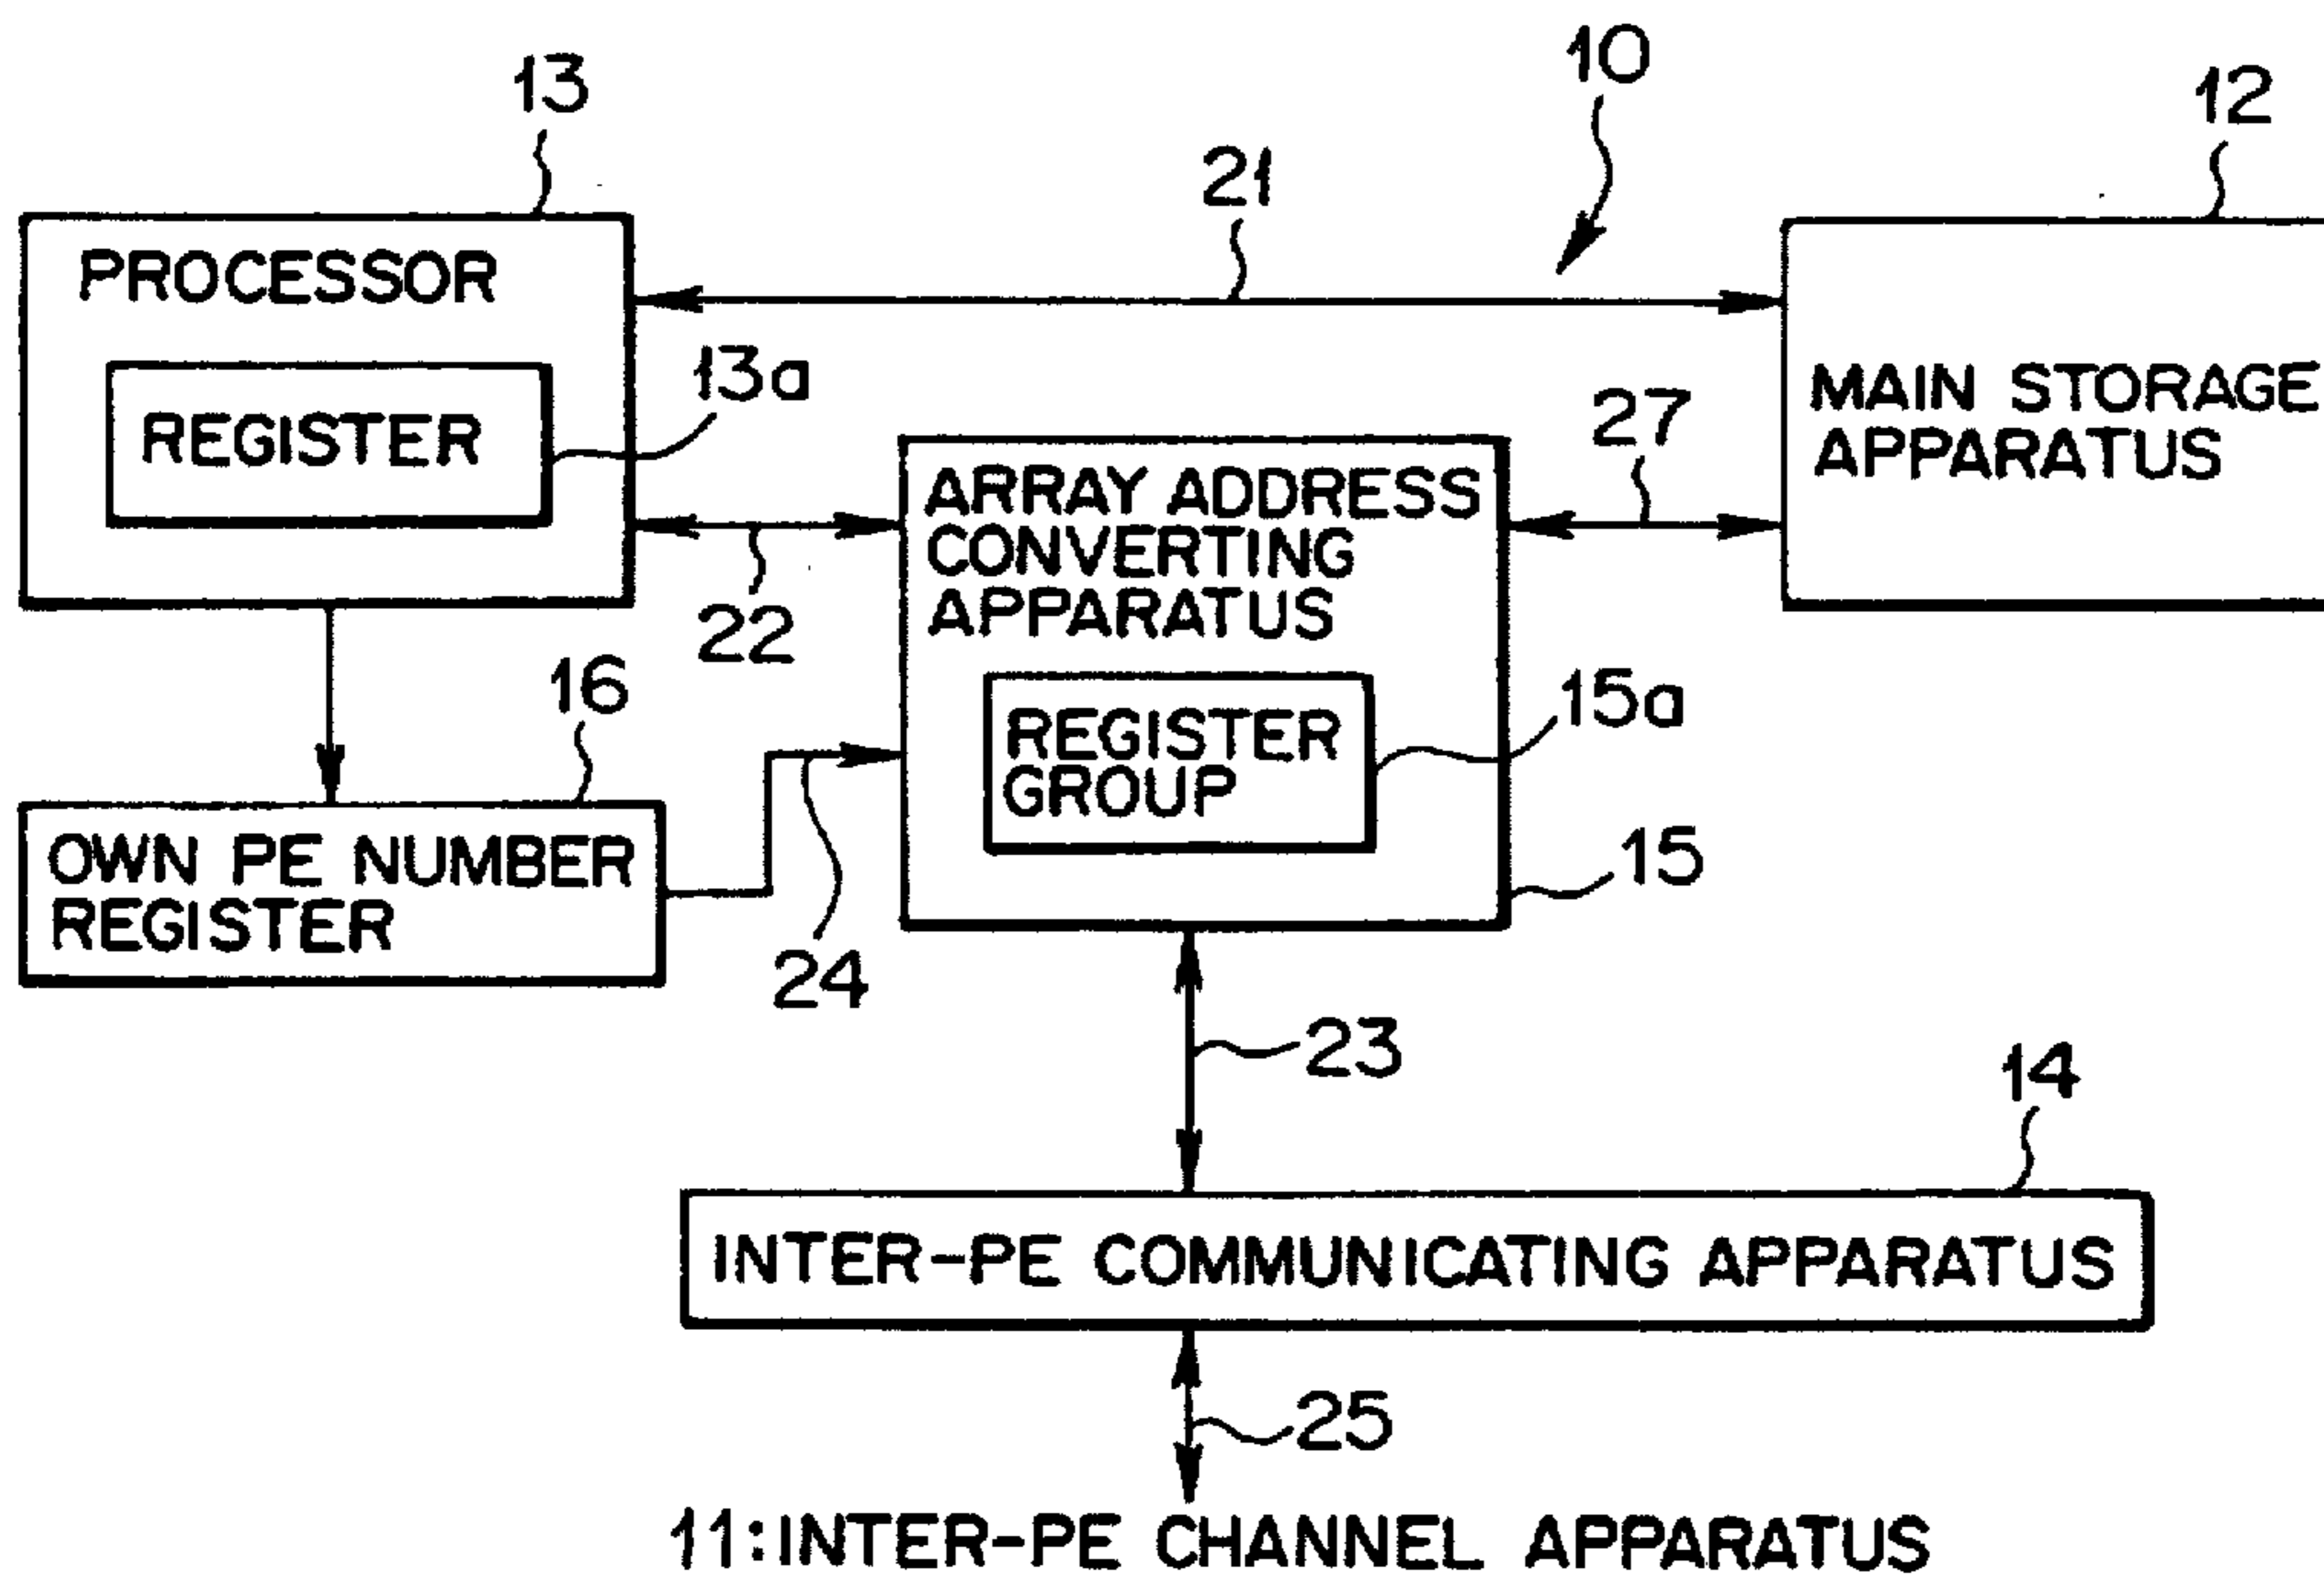 10
13
12
21
PROCESSOR
13a
REGISTER
27
MAIN STORAGE
APPARATUS
ARRAY ADDRESS
CONVERTING
APPARATUS
22
16
15a
REGISTER
GROUP
OWN PE NUMBER
REGISTER
15
24
23
14
INTER-PE COMMUNICATING APPARATUS
25
11:INTER-PE CHANNEL APPARATUS